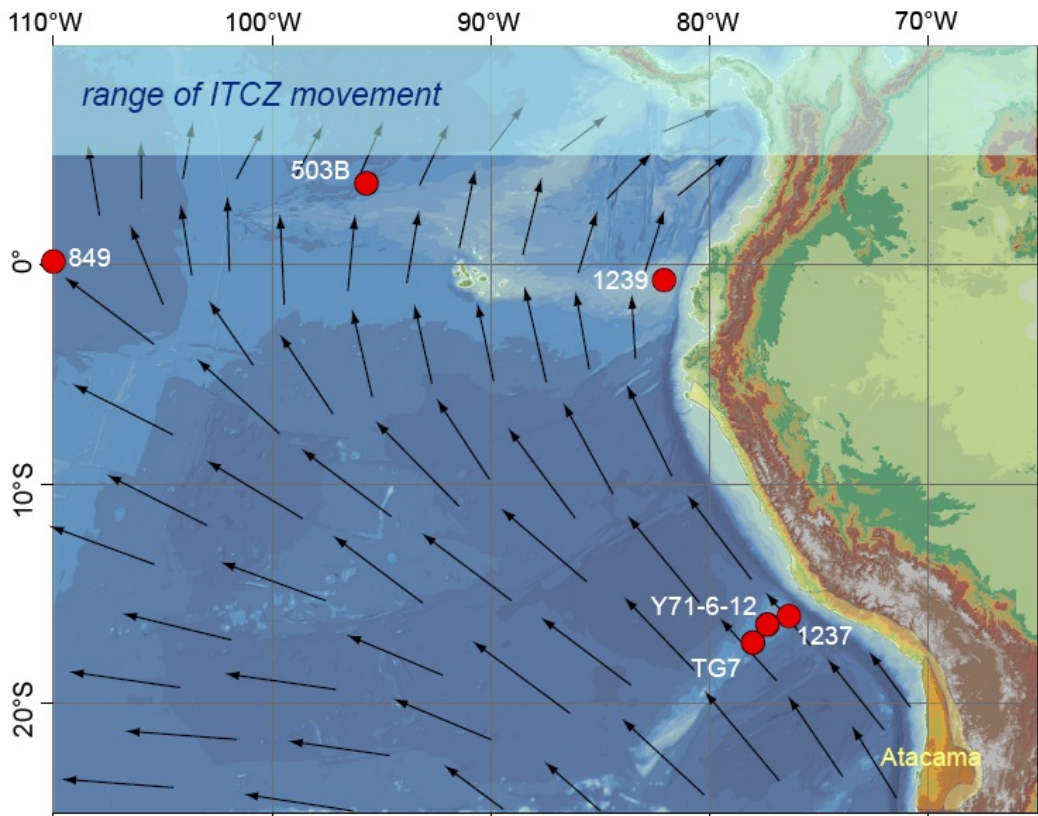 110°W 100°W 90°W 80°W 70°W
range of ITCZ movement
503B
0°
849
1239
10°S
Y71-6-12
1237
TG7
20°S
Atacama